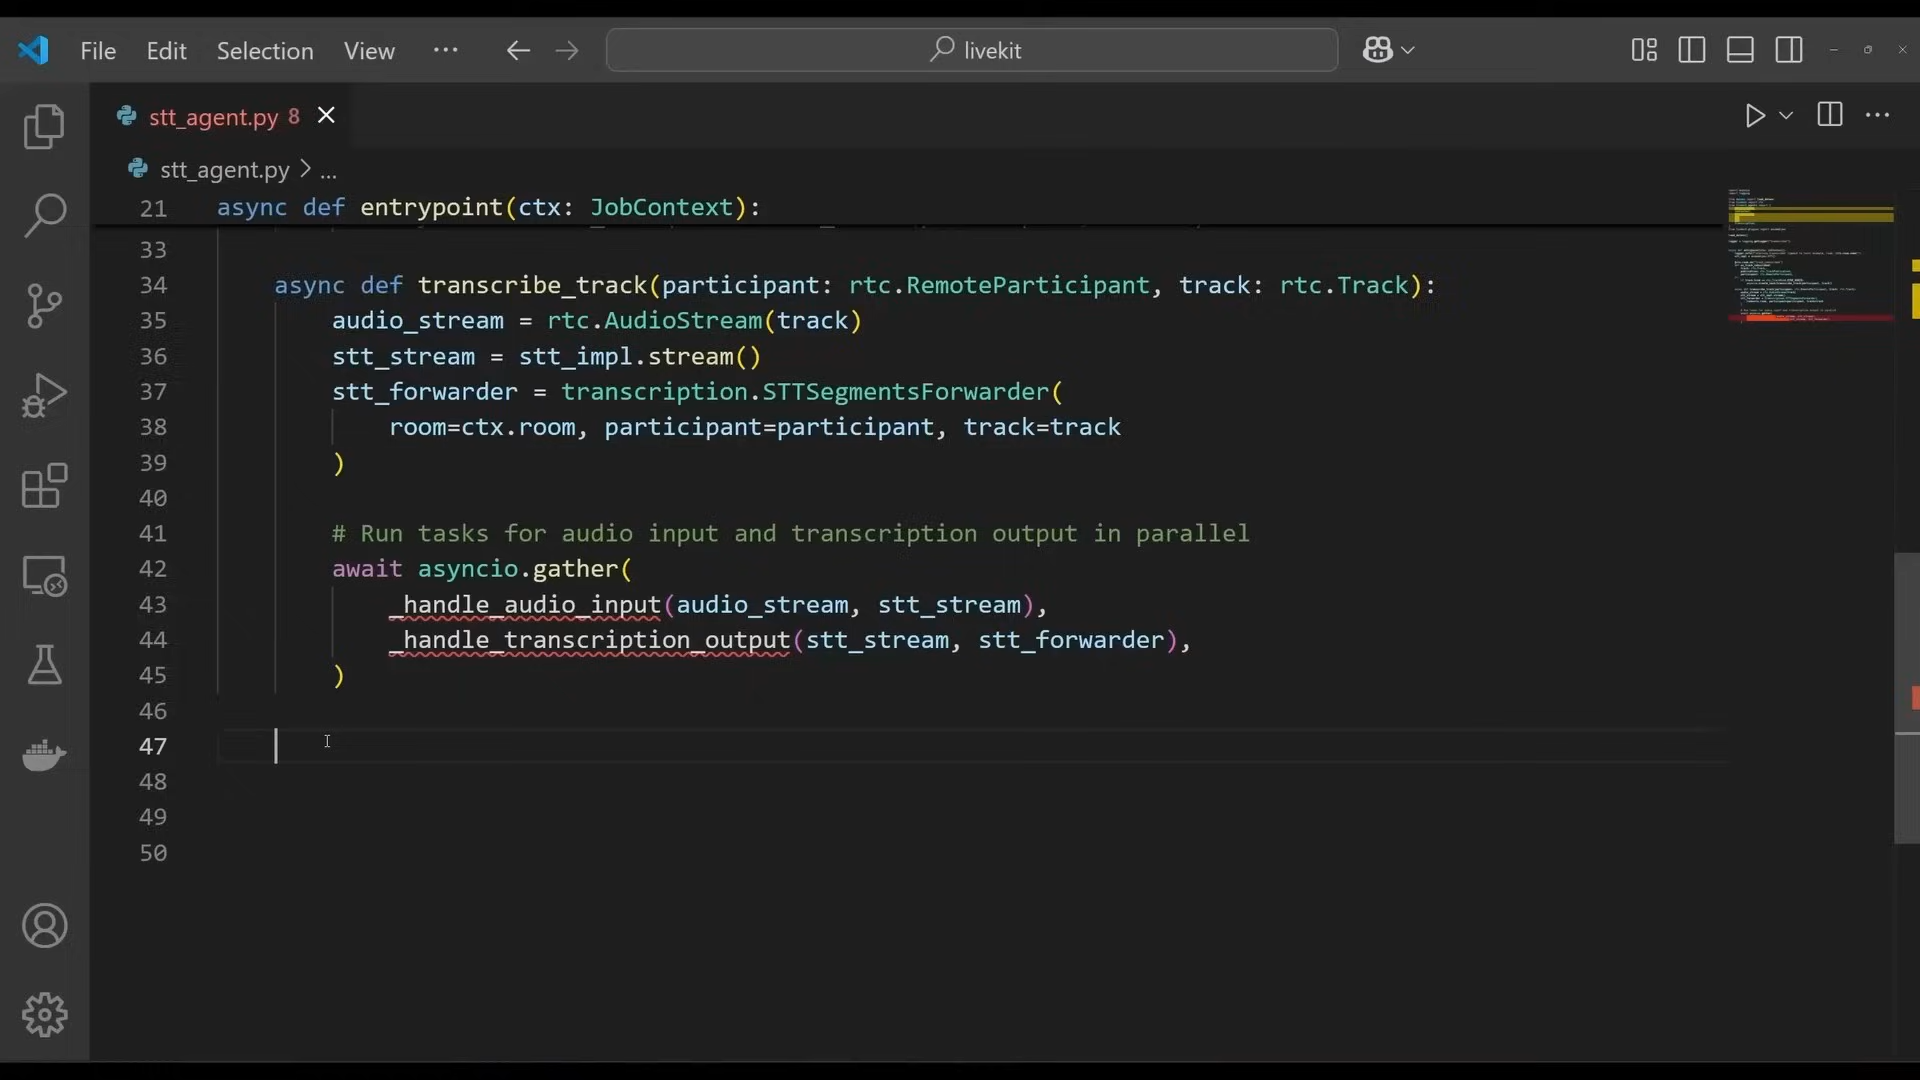 File Edit Selection View ··· livekit
stt_agent.py 8
stt_agent.py > ...
21 async def entrypoint(ctx: JobContext):
33
34     async def transcribe_track(participant: rtc.RemoteParticipant, track: rtc.Track):
35         audio_stream = rtc.AudioStream(track)
36         stt_stream = stt_impl.stream()
37         stt_forwarder = transcription.STTSegmentsForwarder(
38             room=ctx.room, participant=participant, track=track
39         )
40
41         # Run tasks for audio input and transcription output in parallel
42         await asyncio.gather(
43             _handle_audio_input(audio_stream, stt_stream),
44             _handle_transcription_output(stt_stream, stt_forwarder),
45         )
46
47
48
49
50